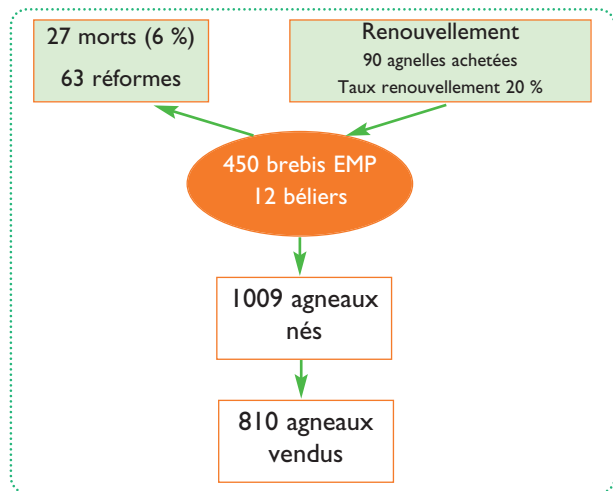 27 morts (6 %)
63 réformes
Renouvellement
90 agnelles achetées
Taux renouvellement 20 %
450 brebis EMP
12 béliers
1009 agneaux
nés
810 agneaux
vendus